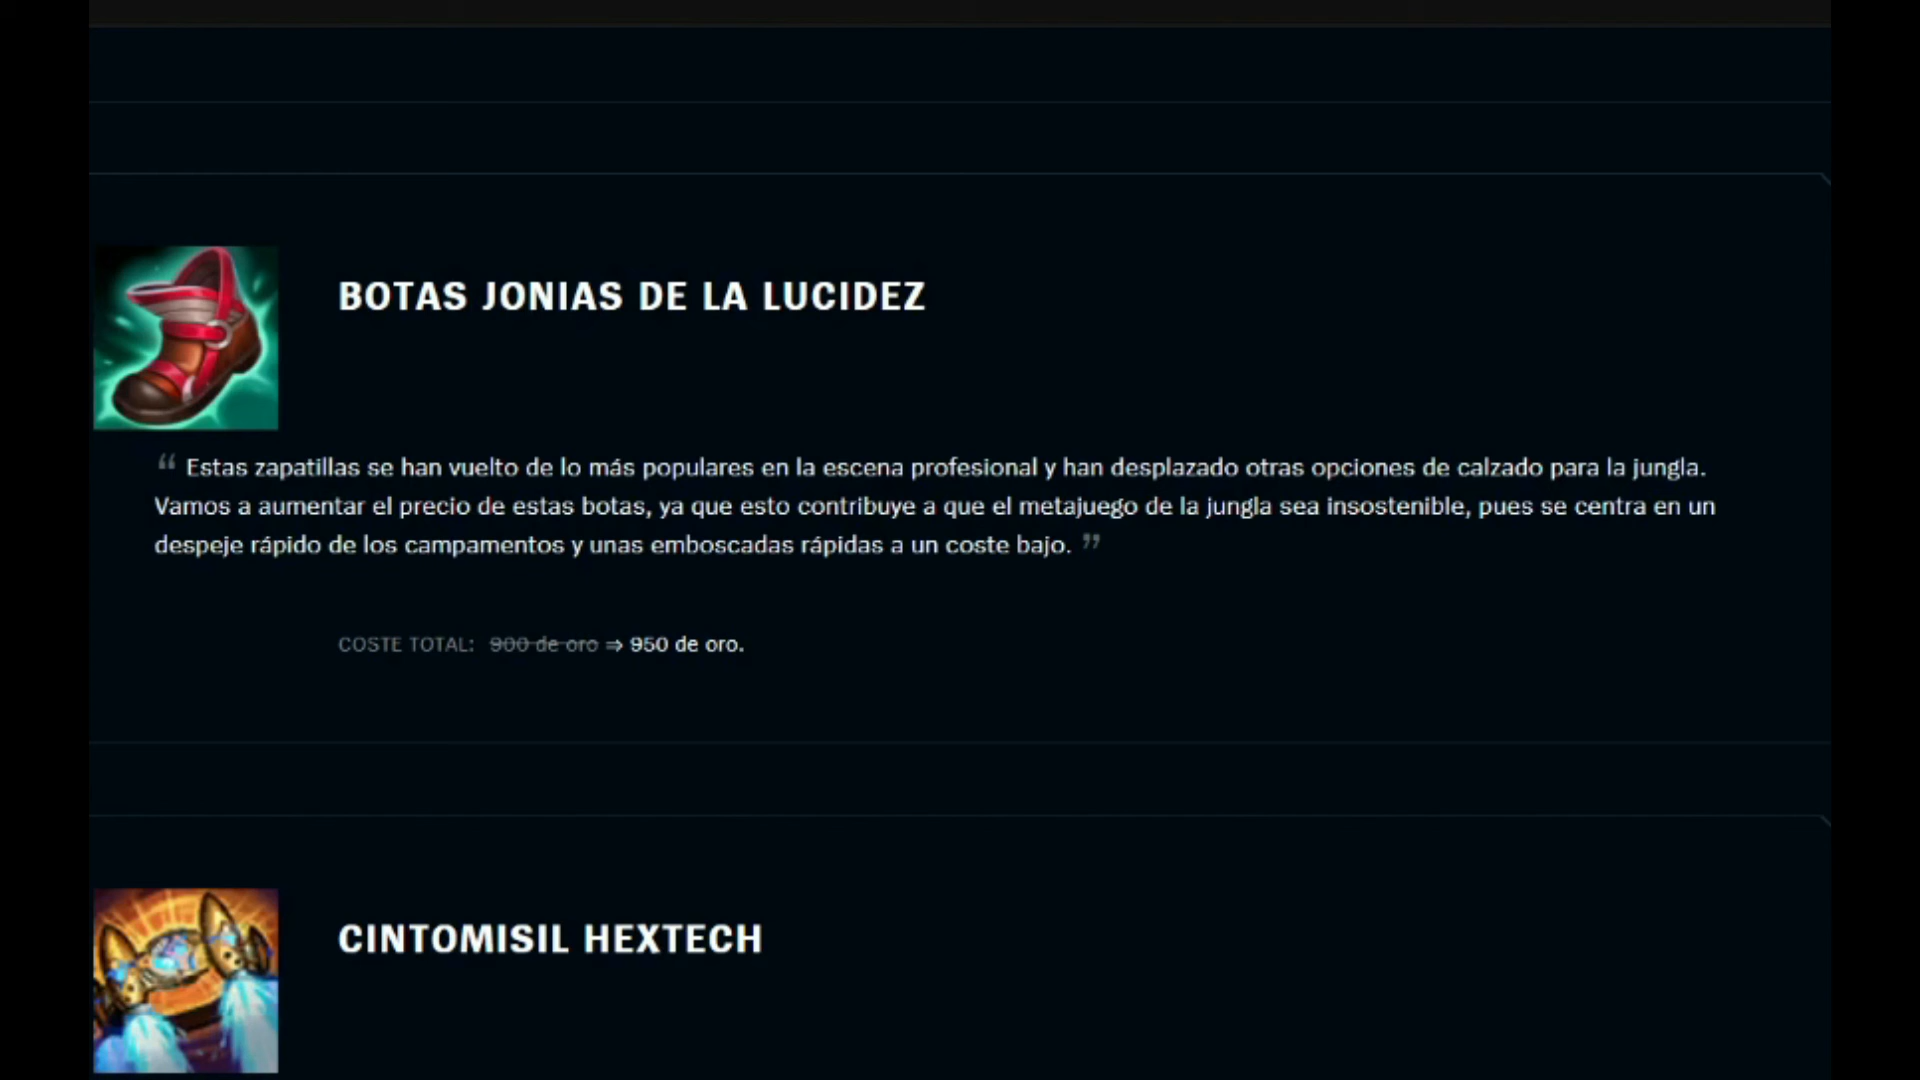 BOTAS JONIAS DE LA LUCIDEZ
“ Estas zapatillas se han vuelto de lo más populares en la escena profesional y han desplazado otras opciones de calzado para la jungla.
Vamos a aumentar el precio de estas botas, ya que esto contribuye a que el metajuego de la jungla sea insostenible, pues se centra en un
despeje rápido de los campamentos y unas emboscadas rápidas a un coste bajo. ”
COSTE TOTAL: 900 de oro ⇒ 950 de oro.
CINTOMISIL HEXTECH